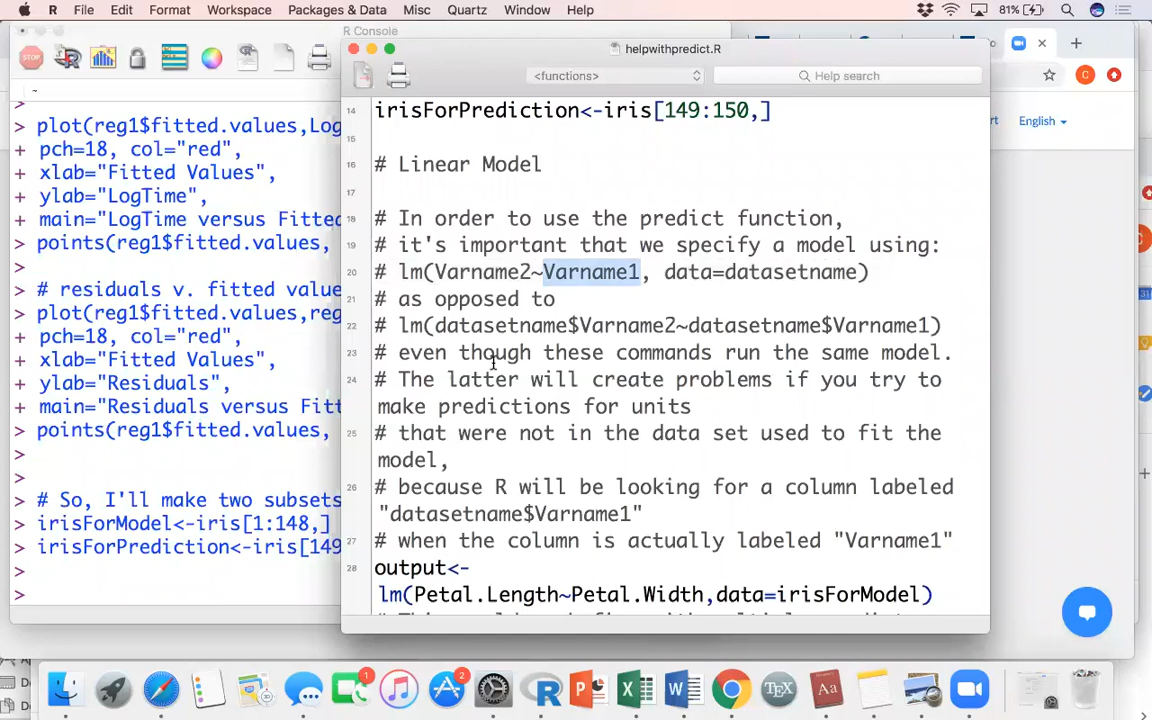 R File Edit Format Workspace Packages & Data Misc Quartz Window Help 81%
R Console
STOP
~
>
> plot(reg1$fitted.values,Log
+ pch=18, col="red",
+ xlab="Fitted Values",
+ ylab="LogTime",
+ main="LogTime versus Fitted
> points(reg1$fitted.values,
>
> # residuals v. fitted value
> plot(reg1$fitted.values,reg
+ pch=18, col="red",
+ xlab="Fitted Values",
+ ylab="Residuals",
+ main="Residuals versus Fitt
> points(reg1$fitted.values,
>
>
> # So, I'll make two subsets
> irisForModel<-iris[1:148,]
> irisForPrediction<-iris[149
>
>
helpwithpredict.R
<functions>
Help search
14 irisForPrediction<-iris[149:150,]
15
16 # Linear Model
17
18 # In order to use the predict function,
19 # it's important that we specify a model using:
20 # lm(Varname2~Varname1, data=datasetname)
21 # as opposed to
22 # lm(datasetname$Varname2~datasetname$Varname1)
23 # even though these commands run the same model.
24 # The latter will create problems if you try to
make predictions for units
25 # that were not in the data set used to fit the
model,
26 # because R will be looking for a column labeled
"datasetname$Varname1"
27 # when the column is actually labeled "Varname1"
28 output<-
lm(Petal.Length~Petal.Width,data=irisForModel)
C
English
1
2
R
P
X
W
TEX
Aa